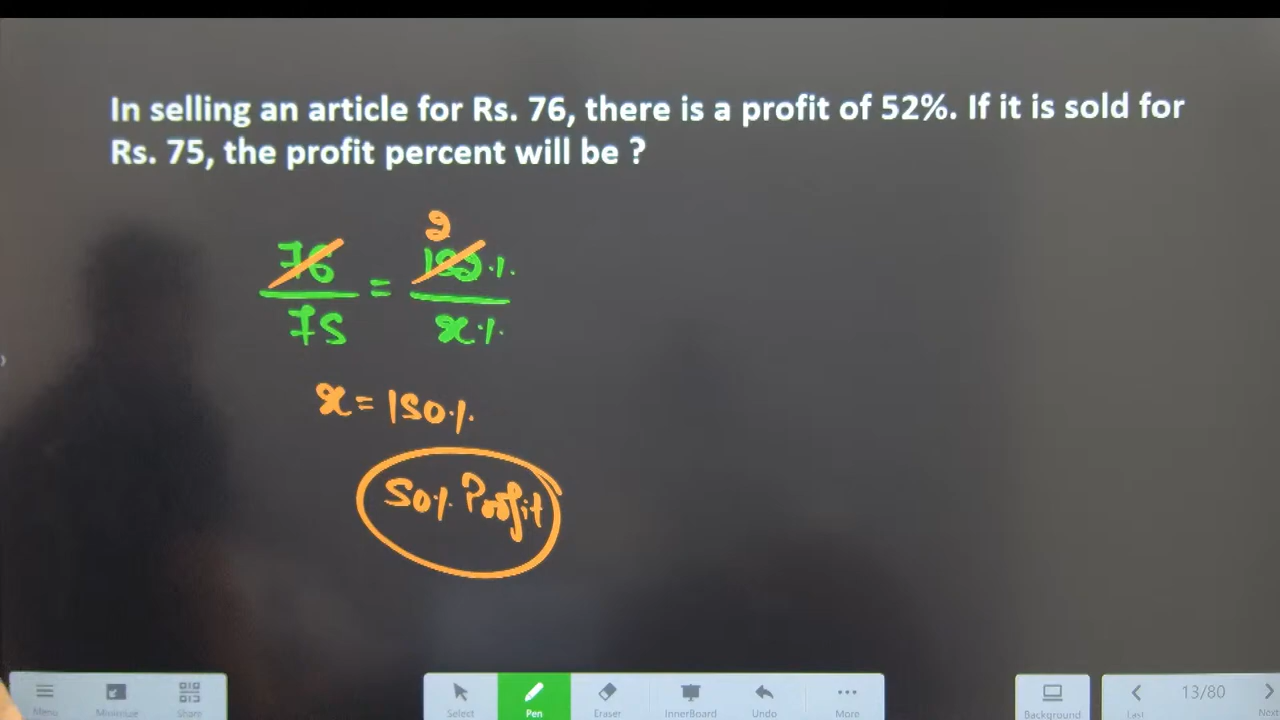 In selling an article for Rs. 76, there is a profit of 52%. If it is sold for
Rs. 75, the profit percent will be ?
2
76 = 152%
75 x%
x = 150%
50% Profit
Menu Minimize Share Select Pen Eraser InnerBoard Undo More Background Last 13/80 Next